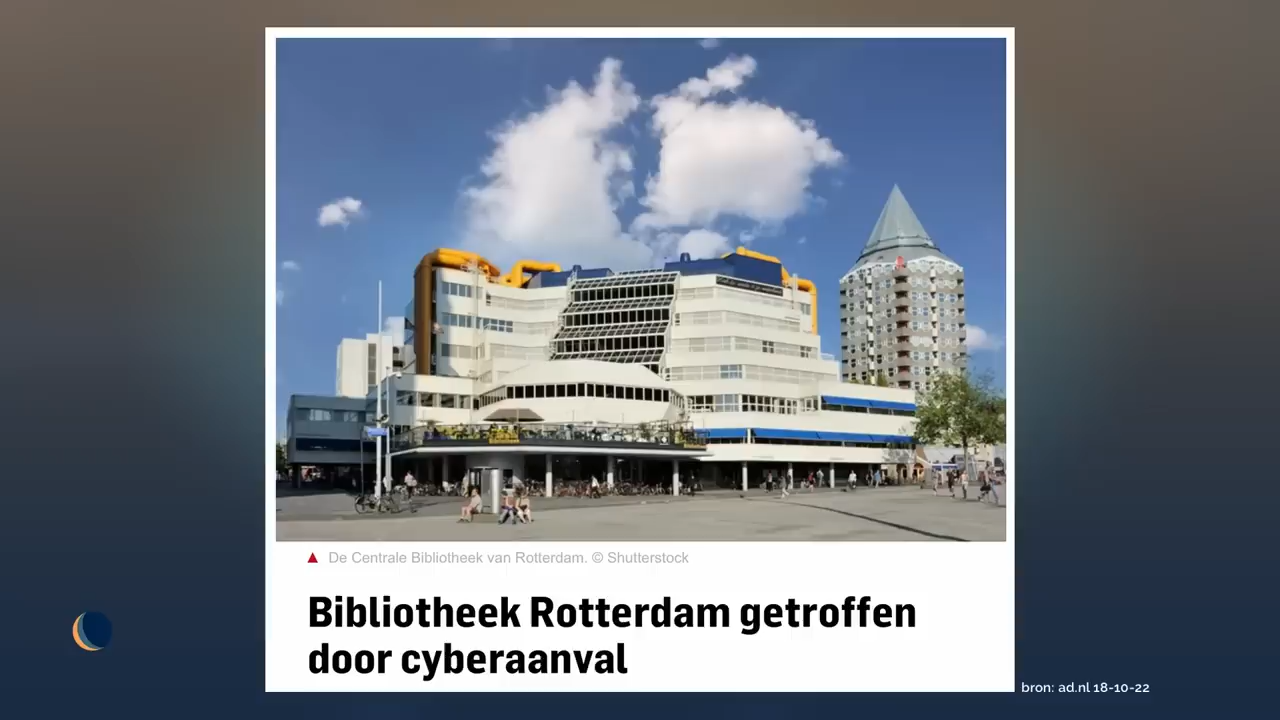 De Centrale Bibliotheek van Rotterdam. © Shutterstock
Bibliotheek Rotterdam getroffen
door cyberaanval
bron: ad.nl 18-10-22